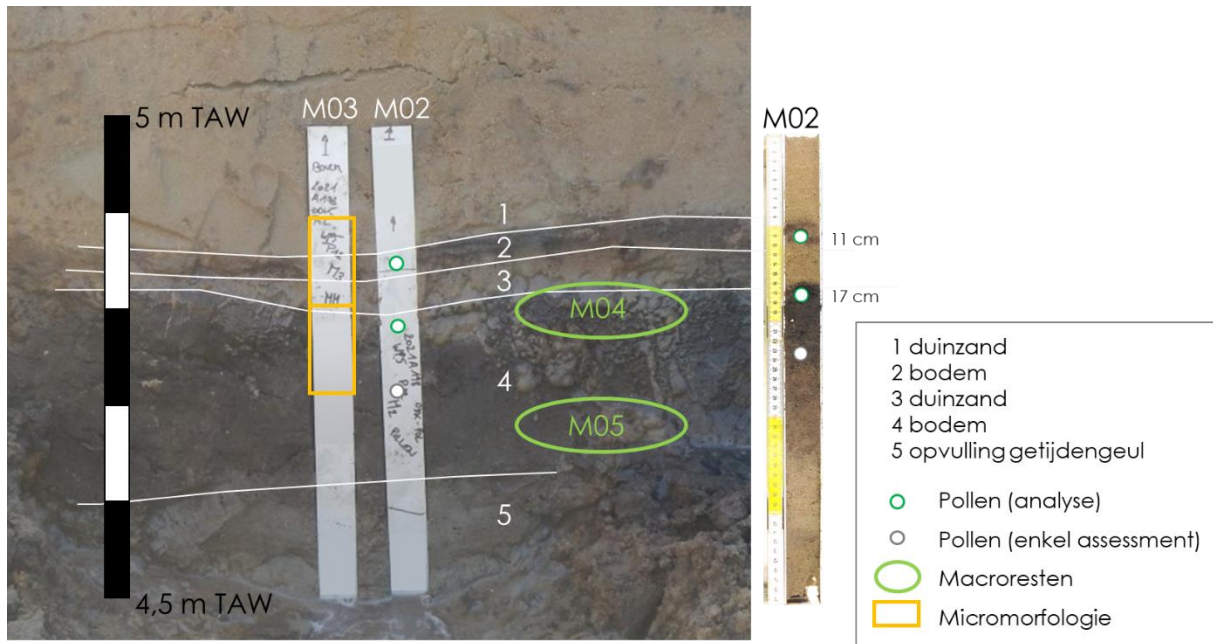 5 m TAW
M03 M02
M02
Boven
2021
A138
1
2
3
4
5
11 cm
17 cm
M04
M05
4,5 m TAW
1 duinzand
2 bodem
3 duinzand
4 bodem
5 opvulling getijdengeul
Pollen (analyse)
Pollen (enkel assessment)
Macroresten
Micromorfologie